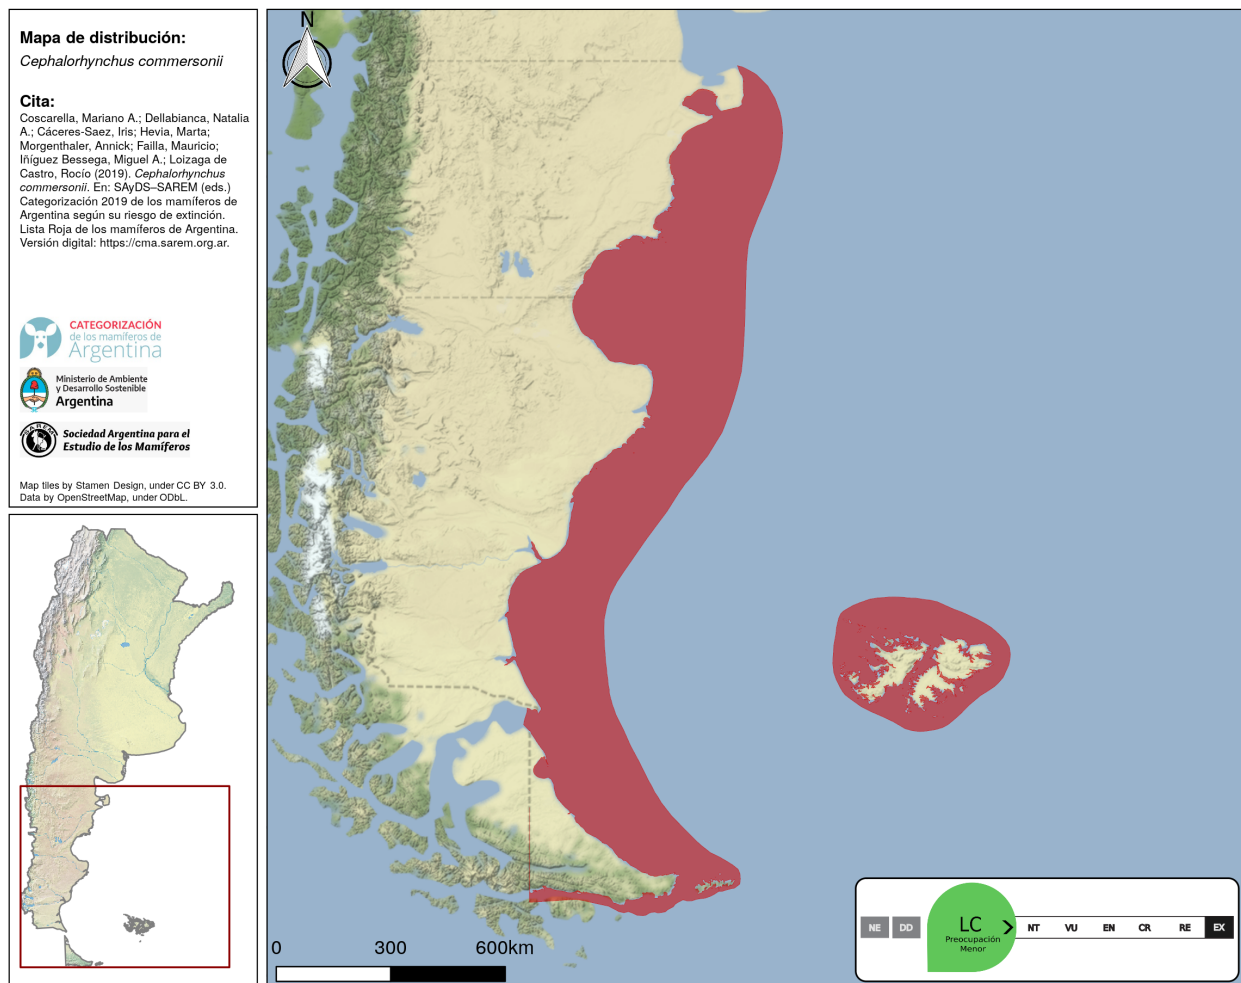 Mapa de distribución:
Cephalorhynchus commersonii
Cita:
Coscarella, Mariano A.; Dellabianca, Natalia
A.; Cáceres-Saez, Iris; Hevia, Marta;
Morgenthaler, Annick; Failla, Mauricio;
Iñíguez Bessega, Miguel A.; Loizaga de
Castro, Rocío (2019). Cephalorhynchus
commersonii. En: SAyDS–SAREM (eds.)
Categorización 2019 de los mamíferos de
Argentina según su riesgo de extinción.
Lista Roja de los mamíferos de Argentina.
Versión digital: https://cma.sarem.org.ar.
CATEGORIZACIÓN
de los mamíferos de
Argentina
Ministerio de Ambiente
y Desarrollo Sostenible
Argentina
SAREM
Sociedad Argentina para el
Estudio de los Mamíferos
Map tiles by Stamen Design, under CC BY 3.0.
Data by OpenStreetMap, under ODbL.
N
0 300 600km
NE DD LC NT VU EN CR RE EX
Preocupación
Menor